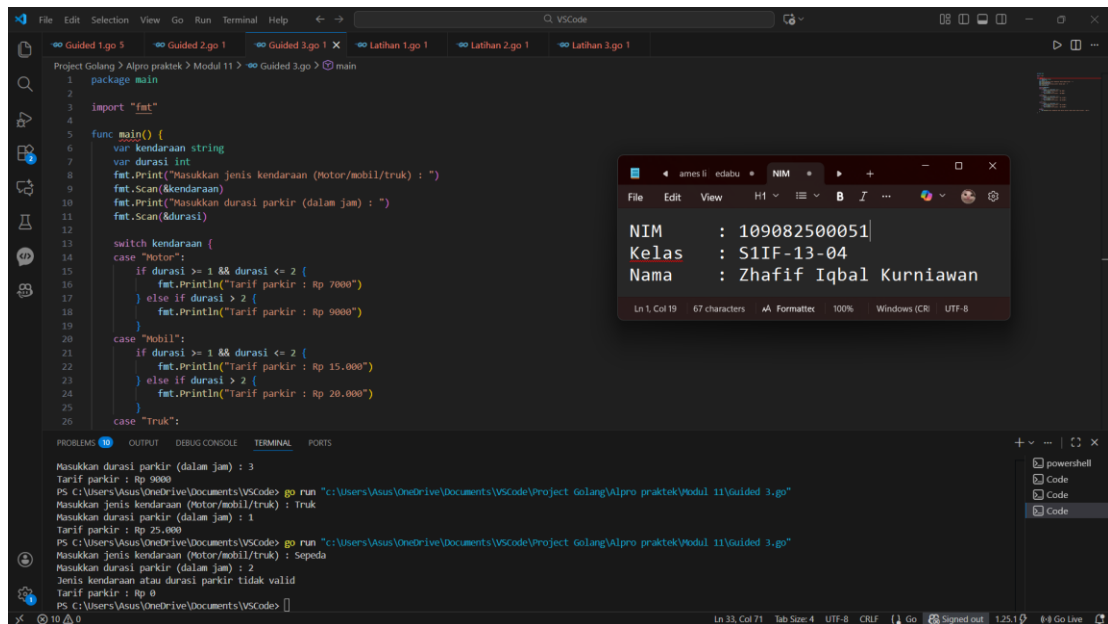 File Edit Selection View Go Run Terminal Help
VSCode
Guided 1.go 5 Guided 2.go 1 Guided 3.go 1 Latihan 1.go 1 Latihan 2.go 1 Latihan 3.go 1
Project Golang > Alpro praktek > Modul 11 > Guided 3.go > main
1 package main
2
3 import "fmt"
4
5 func main() {
6 var kendaraan string
7 var durasi int
8 fmt.Print("Masukkan jenis kendaraan (Motor/mobil/truk) : ")
9 fmt.Scan(&kendaraan)
10 fmt.Print("Masukkan durasi parkir (dalam jam) : ")
11 fmt.Scan(&durasi)
12
13 switch kendaraan {
14 case "Motor":
15 if durasi >= 1 && durasi <= 2 {
16 fmt.Println("Tarif parkir : Rp 7000")
17 } else if durasi > 2 {
18 fmt.Println("Tarif parkir : Rp 9000")
19 }
20 case "Mobil":
21 if durasi >= 1 && durasi <= 2 {
22 fmt.Println("Tarif parkir : Rp 15.000")
23 } else if durasi > 2 {
24 fmt.Println("Tarif parkir : Rp 20.000")
25 }
26 case "Truk":
ames li edabu NIM
File Edit View H1 B I
NIM : 109082500051
Kelas : S1IF-13-04
Nama : Zhafif Iqbal Kurniawan
Ln 1, Col 19 67 characters Formattec 100% Windows (CRI UTF-8
PROBLEMS 10 OUTPUT DEBUG CONSOLE TERMINAL PORTS
Masukkan durasi parkir (dalam jam) : 3
Tarif parkir : Rp 9000
PS C:\Users\Asus\OneDrive\Documents\VSCode> go run "c:\Users\Asus\OneDrive\Documents\VSCode\Project Golang\Alpro praktek\Modul 11\Guided 3.go"
Masukkan jenis kendaraan (Motor/mobil/truk) : Truk
Masukkan durasi parkir (dalam jam) : 1
Tarif parkir : Rp 25.000
PS C:\Users\Asus\OneDrive\Documents\VSCode> go run "c:\Users\Asus\OneDrive\Documents\VSCode\Project Golang\Alpro praktek\Modul 11\Guided 3.go"
Masukkan jenis kendaraan (Motor/mobil/truk) : Sepeda
Masukkan durasi parkir (dalam jam) : 2
Jenis kendaraan atau durasi parkir tidak valid
Tarif parkir : Rp 0
PS C:\Users\Asus\OneDrive\Documents\VSCode>
powershell
Code
Code
Code
10 0 Ln 33, Col 71 Tab Size: 4 UTF-8 CRLF Go Signed out 1.25.1 Go Live